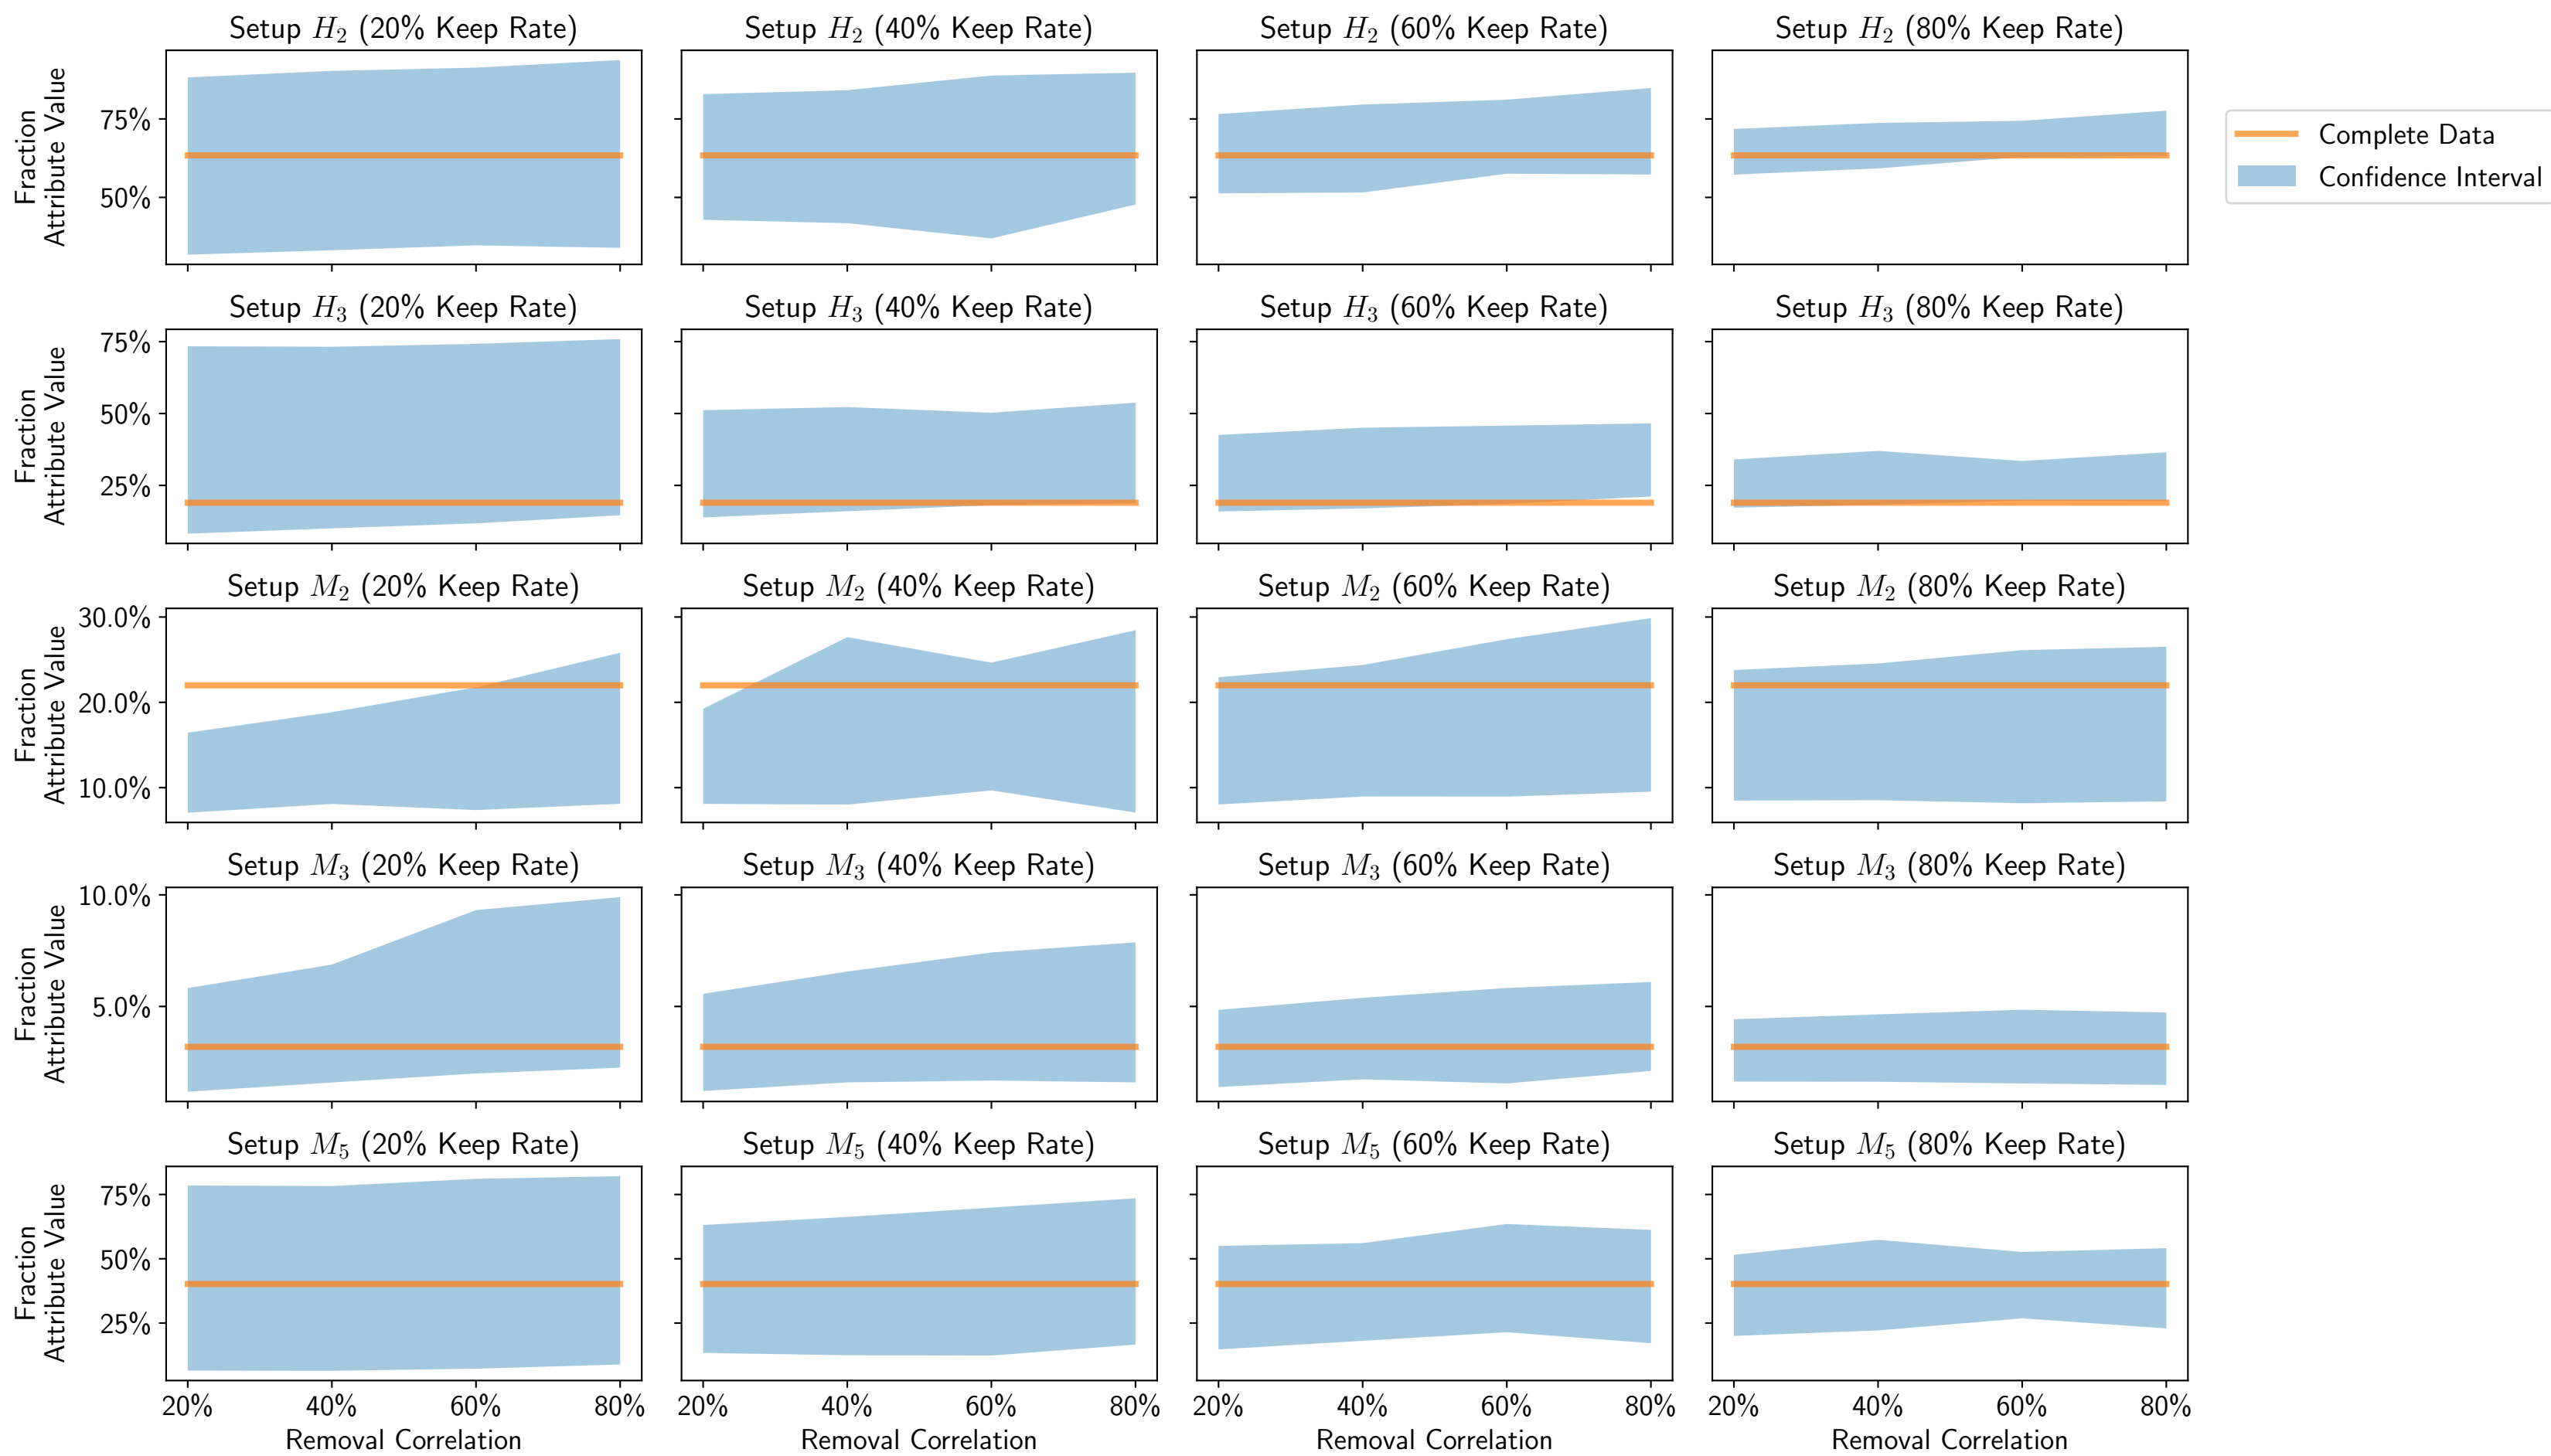 Setup H₂ (20% Keep Rate)
Setup H₂ (40% Keep Rate)
Setup H₂ (60% Keep Rate)
Setup H₂ (80% Keep Rate)
Fraction
Attribute Value
75%
50%
Complete Data
Confidence Interval
Setup H₃ (20% Keep Rate)
Setup H₃ (40% Keep Rate)
Setup H₃ (60% Keep Rate)
Setup H₃ (80% Keep Rate)
Fraction
Attribute Value
75%
50%
25%
Setup M₂ (20% Keep Rate)
Setup M₂ (40% Keep Rate)
Setup M₂ (60% Keep Rate)
Setup M₂ (80% Keep Rate)
Fraction
Attribute Value
30.0%
20.0%
10.0%
Setup M₃ (20% Keep Rate)
Setup M₃ (40% Keep Rate)
Setup M₃ (60% Keep Rate)
Setup M₃ (80% Keep Rate)
Fraction
Attribute Value
10.0%
5.0%
Setup M₅ (20% Keep Rate)
Setup M₅ (40% Keep Rate)
Setup M₅ (60% Keep Rate)
Setup M₅ (80% Keep Rate)
Fraction
Attribute Value
75%
50%
25%
20% 40% 60% 80%
20% 40% 60% 80%
20% 40% 60% 80%
20% 40% 60% 80%
Removal Correlation
Removal Correlation
Removal Correlation
Removal Correlation